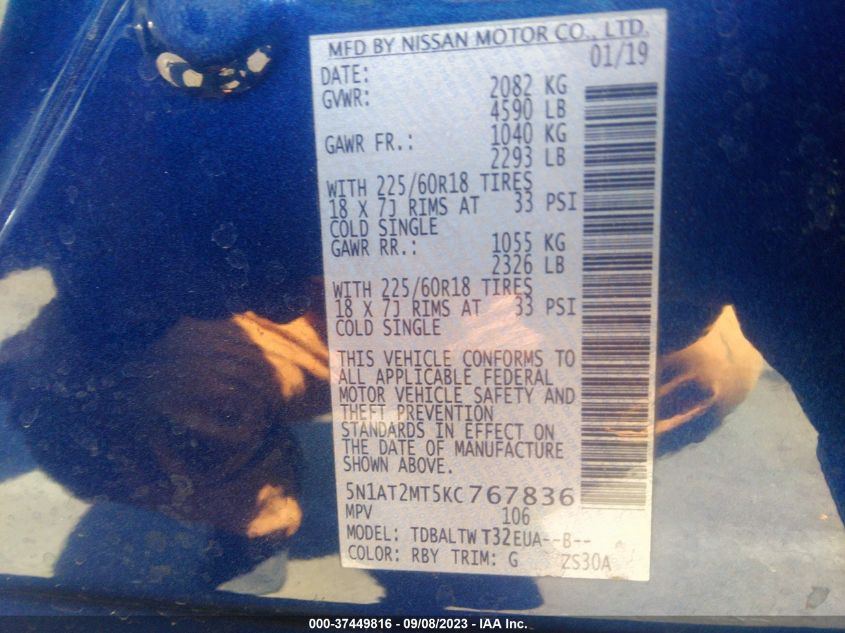 MFD BY NISSAN MOTOR CO., LTD.
DATE: 01/19
GVWR: 2082 KG
4590 LB
GAWR FR.: 1040 KG
2293 LB
WITH 225/60R18 TIRES
18 X 7J RIMS AT 33 PSI
COLD SINGLE
GAWR RR.: 1055 KG
2326 LB
WITH 225/60R18 TIRES
18 X 7J RIMS AT 33 PSI
COLD SINGLE
THIS VEHICLE CONFORMS TO
ALL APPLICABLE FEDERAL
MOTOR VEHICLE SAFETY AND
THEFT PREVENTION
STANDARDS IN EFFECT ON
THE DATE OF MANUFACTURE
SHOWN ABOVE.
5N1AT2MT5KC767836
MPV 106
MODEL: TDBALTW T32EUA--B--
COLOR: RBY TRIM: G ZS30A
000-37449816 - 09/08/2023 - IAA Inc.